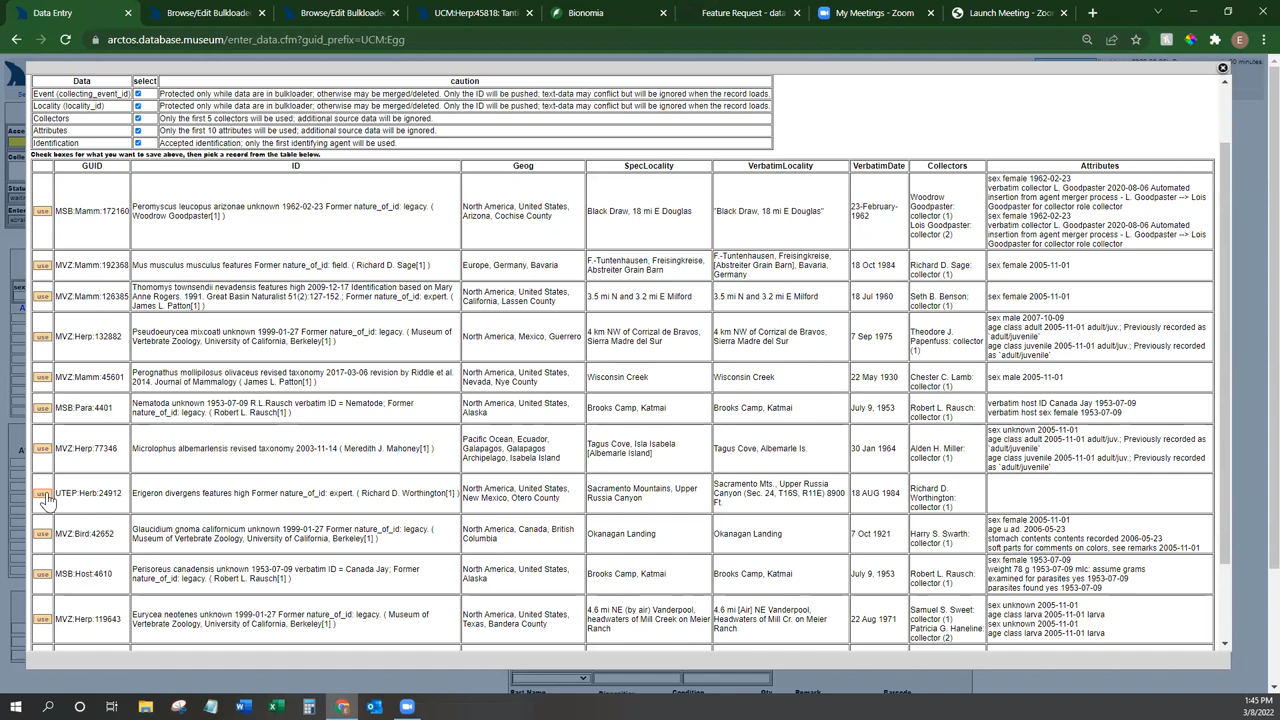 Data Entry
Browse/Edit Bulkloade
Browse/Edit Bulkloade
UCM:Herp:45818: Tanti
Bionomia
Feature Request - data
My Meetings - Zoom
Launch Meeting - Zoom
arctos.database.museum/enter_data.cfm?guid_prefix=UCM:Egg
Data select caution
Event (collecting_event_id) Protected only while data are in bulkloader; otherwise may be merged/deleted. Only the ID will be pushed; text-data may conflict but will be ignored when the record loads.
Locality (locality_id) Protected only while data are in bulkloader; otherwise may be merged/deleted. Only the ID will be pushed; text-data may conflict but will be ignored when the record loads.
Collectors Only the first 5 collectors will be used; additional source data will be ignored.
Attributes Only the first 10 attributes will be used; additional source data will be ignored.
Identification Accepted identification; only the first identifying agent will be used.
Check boxes for what you want to save above, then pick a record from the table below.
GUID ID Geog SpecLocality VerbatimLocality VerbatimDate Collectors Attributes
use MSB:Mamm:172160
Peromyscus leucopus arizonae unknown 1962-02-23 Former nature_of_id: legacy. (
Woodrow Goodpaster[1] )
North America, United States,
Arizona, Cochise County
Black Draw, 18 mi E Douglas
"Black Draw, 18 mi E Douglas"
23-February-
1962
Woodrow
Goodpaster:
collector (1)
Lois Goodpaster:
collector (2)
sex female 1962-02-23
verbatim collector L. Goodpaster 2020-08-06 Automated
insertion from agent merger process - L. Goodpaster --> Lois
Goodpaster for collector role collector
sex female 1962-02-23
verbatim collector L. Goodpaster 2020-08-06 Automated
insertion from agent merger process - L. Goodpaster --> Lois
Goodpaster for collector role collector
use MVZ:Mamm:192368
Mus musculus musculus features Former nature_of_id: field. ( Richard D. Sage[1] )
Europe, Germany, Bavaria
F.-Tuntenhausen, Freisingkreise,
Abstreiter Grain Barn
F.-Tuntenhausen, Freisingkreise,
[Abstreiter Grain Barn], Bavaria,
Germany
18 Oct 1984
Richard D. Sage:
collector (1)
sex female 2005-11-01
use MVZ:Mamm:126385
Thomomys townsendii nevadensis features high 2009-12-17 Identification based on Mary
Anne Rogers. 1991. Great Basin Naturalist 51(2):127-152.; Former nature_of_id: expert. (
James L. Patton[1] )
North America, United States,
California, Lassen County
3.5 mi N and 3.2 mi E Milford
3.5 mi N and 3.2 mi E Milford
18 Jul 1960
Seth B. Benson:
collector (1)
sex female 2005-11-01
use MVZ:Herp:132882
Pseudoeurycea mixcoatl unknown 1999-01-27 Former nature_of_id: legacy. ( Museum of
Vertebrate Zoology, University of California, Berkeley[1] )
North America, Mexico, Guerrero
4 km NW of Corrizal de Bravos,
Sierra Madre del Sur
4 km NW of Corrizal de Bravos,
Sierra Madre del Sur
7 Sep 1975
Theodore J.
Papenfuss: collector
(1)
sex male 2007-10-09
age class adult 2005-11-01 adult/juv.; Previously recorded as
`adult/juvenile`
age class juvenile 2005-11-01 adult/juv.; Previously recorded
as `adult/juvenile`
use MVZ:Mamm:45601
Perognathus mollipilosus olivaceus revised taxonomy 2017-03-06 revision by Riddle et al.
2014. Journal of Mammalogy ( James L. Patton[1] )
North America, United States,
Nevada, Nye County
Wisconsin Creek
Wisconsin Creek
22 May 1930
Chester C. Lamb:
collector (1)
sex male 2005-11-01
use MSB:Para:4401
Nematoda unknown 1953-07-09 R.L.Rausch verbatim ID = Nematode; Former
nature_of_id: legacy. ( Robert L. Rausch[1] )
North America, United States,
Alaska
Brooks Camp, Katmai
Brooks Camp, Katmai
July 9, 1953
Robert L. Rausch:
collector (1)
verbatim host ID Canada Jay 1953-07-09
verbatim host sex female 1953-07-09
use MVZ:Herp:77346
Microlophus albemarlensis revised taxonomy 2003-11-14 ( Meredith J. Mahoney[1] )
Pacific Ocean, Ecuador,
Galapagos, Galapagos
Archipelago, Isabela Island
Tagus Cove, Isla Isabela
[Albemarle Island]
Tagus Cove, Albemarle Is.
30 Jan 1964
Alden H. Miller:
collector (1)
sex unknown 2005-11-01
age class adult 2005-11-01 adult/juv.; Previously recorded as
`adult/juvenile`
age class juvenile 2005-11-01 adult/juv.; Previously recorded
as `adult/juvenile`
UTEP:Herb:24912
Erigeron divergens features high Former nature_of_id: expert. ( Richard D. Worthington[1] )
North America, United States,
New Mexico, Otero County
Sacramento Mountains, Upper
Russia Canyon
Sacramento Mts., Upper Russia
Canyon (Sec. 24, T16S, R11E) 8900
Ft.
18 AUG 1984
Richard D.
Worthington:
collector (1)
use MVZ:Bird:42652
Glaucidium gnoma californicum unknown 1999-01-27 Former nature_of_id: legacy. (
Museum of Vertebrate Zoology, University of California, Berkeley[1] )
North America, Canada, British
Columbia
Okanagan Landing
Okanagan Landing
7 Oct 1921
Harry S. Swarth:
collector (1)
sex female 2005-11-01
age u ad. 2006-05-23
stomach contents contents recorded 2006-05-23
soft parts for comments on colors, see remarks 2005-11-01
use MSB:Host:4610
Perisoreus canadensis unknown 1953-07-09 verbatim ID = Canada Jay; Former
nature_of_id: legacy. ( Robert L. Rausch[1] )
North America, United States,
Alaska
Brooks Camp, Katmai
Brooks Camp, Katmai
July 9, 1953
Robert L. Rausch:
collector (1)
sex female 1953-07-09
weight 78 g 1953-07-09 mlc: assume grams
examined for parasites yes 1953-07-09
parasites found yes 1953-07-09
use MVZ:Herp:119643
Eurycea neotenes unknown 1999-01-27 Former nature_of_id: legacy. ( Museum of
Vertebrate Zoology, University of California, Berkeley[1] )
North America, United States,
Texas, Bandera County
4.6 mi NE (by air) Vanderpool,
headwaters of Mill Creek on Meier
Ranch
4.6 mi [Air] NE Vanderpool,
headwaters of Mill Cr. on Meier
Ranch
22 Aug 1971
Samuel S. Sweet:
collector (1)
Patricia G. Haneline:
collector (2)
sex unknown 2005-11-01
age class larva 2005-11-01 larva
sex unknown 2005-11-01
age class larva 2005-11-01 larva
Part Name Disposition Condition Qty Remark Barcode
1:45 PM
3/8/2022